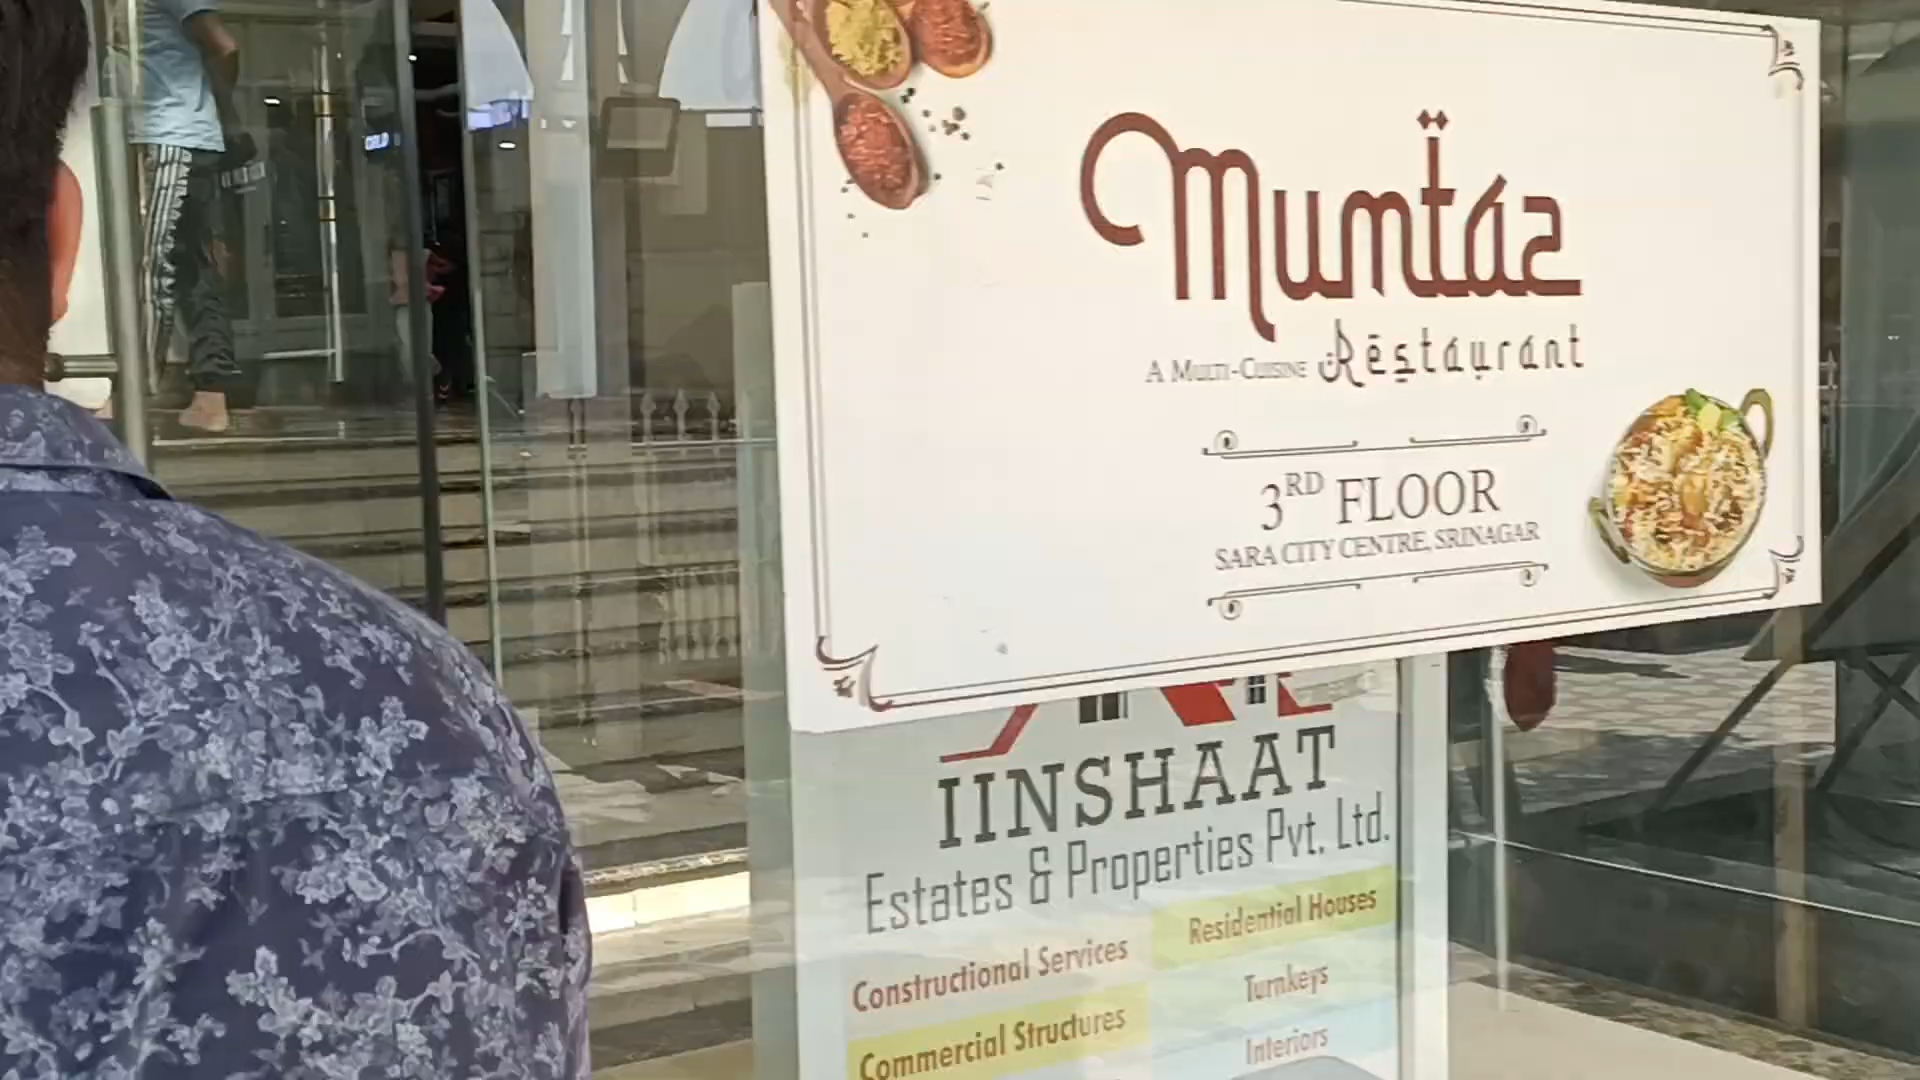 Mumtaz
A MULTI-CUISINE Restaurant
3RD FLOOR
SARA CITY CENTRE, SRINAGAR
IINSHAAT
Estates & Properties Pvt. Ltd.
Constructional Services
Residential Houses
Commercial Structures
Turnkeys
Interiors